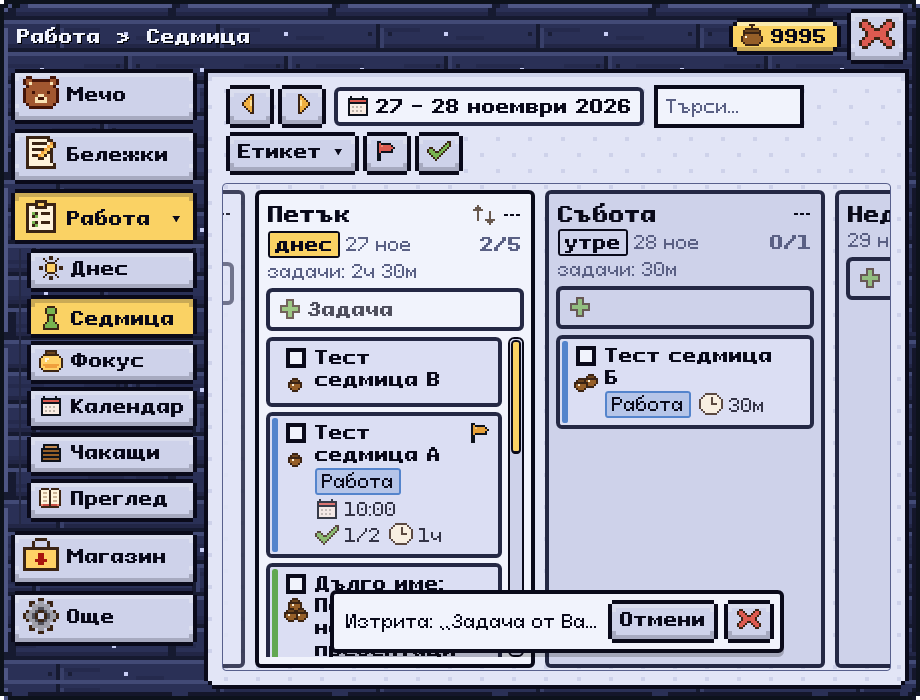 Работа > Седмица
9995
Мечо
Бележки
Работа
Днес
Седмица
Фокус
Календар
Чакащи
Преглед
Магазин
Още
27 – 28 ноември 2026
Търси…
Етикет
Петък
днес 27 ное 2/5
задачи: 2ч 30м
Задача
Тест
седмица В
Тест
седмица А
Работа
10:00
1/2 1ч
Дълго име:
Събота
утре 28 ное 0/1
задачи: 30м
Тест седмица
Б
Работа 30м
Нед
29 н
Изтрита: „Задача от Ва…
Отмени